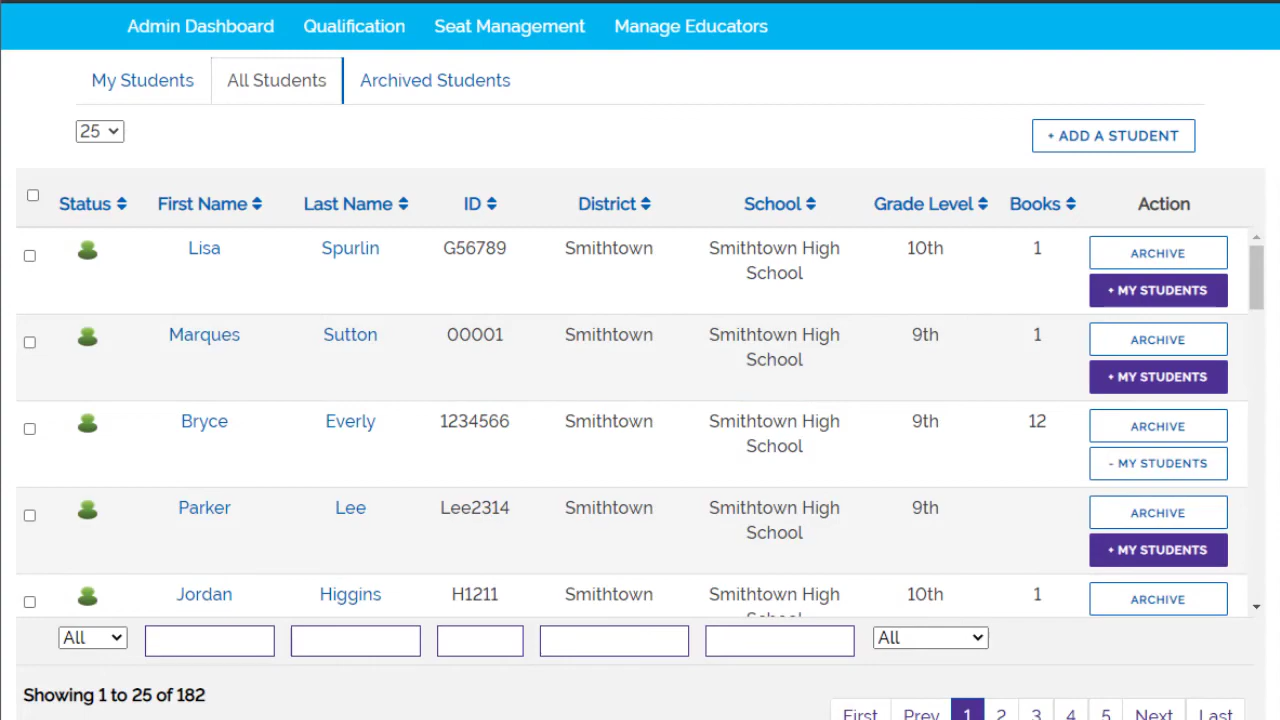 Admin Dashboard Qualification Seat Management Manage Educators
My Students All Students Archived Students
25
+ ADD A STUDENT
Status First Name Last Name ID District School Grade Level Books Action
Lisa Spurlin G56789 Smithtown Smithtown High School 10th 1 ARCHIVE
+ MY STUDENTS
Marques Sutton 00001 Smithtown Smithtown High School 9th 1 ARCHIVE
+ MY STUDENTS
Bryce Everly 1234566 Smithtown Smithtown High School 9th 12 ARCHIVE
- MY STUDENTS
Parker Lee Lee2314 Smithtown Smithtown High School 9th ARCHIVE
+ MY STUDENTS
Jordan Higgins H1211 Smithtown Smithtown High School 10th 1 ARCHIVE
All All
Showing 1 to 25 of 182
First Prev 1 2 3 4 5 Next Last